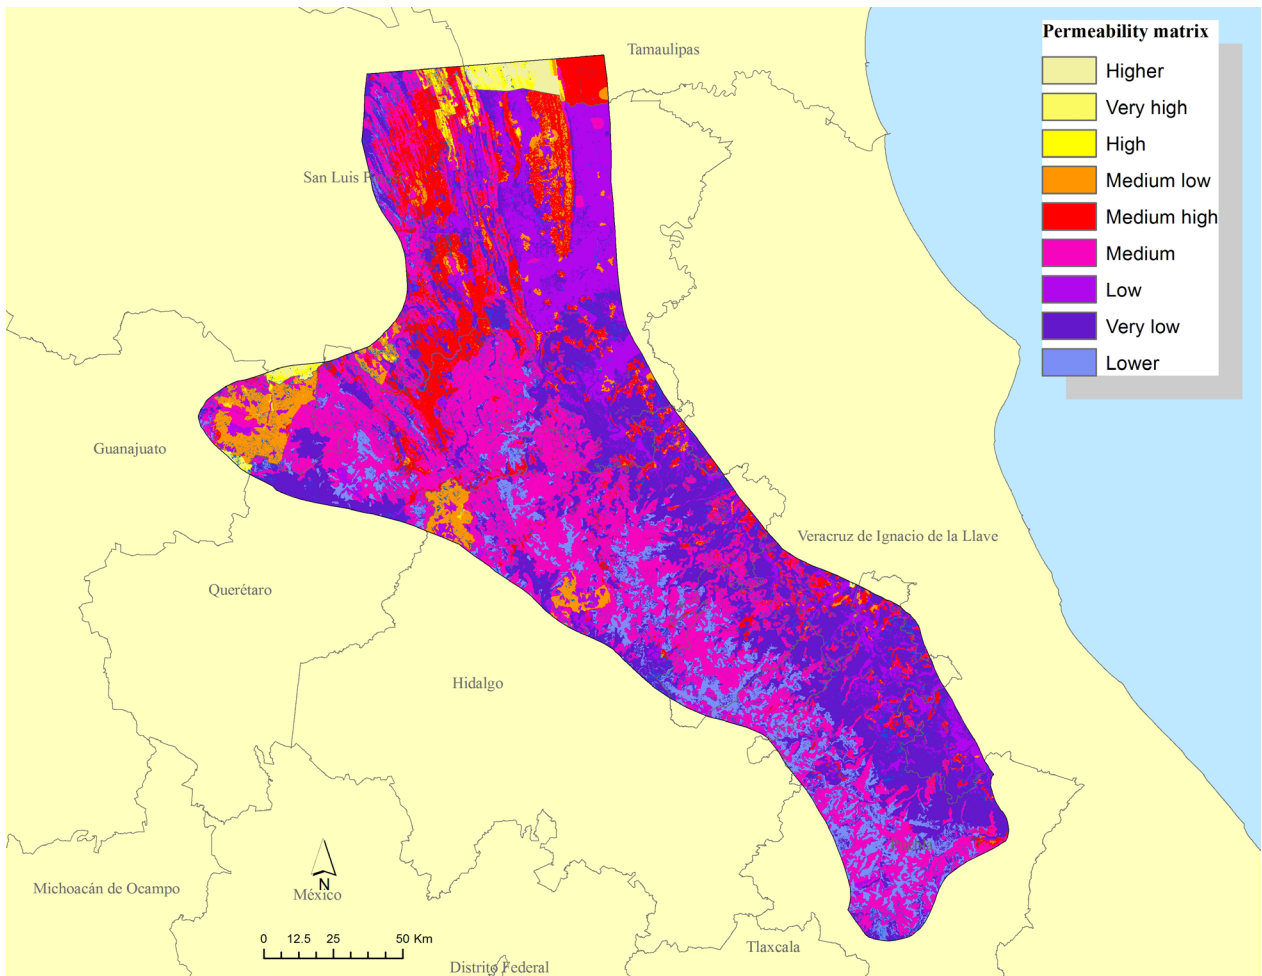 Permeability matrix
Higher
Very high
High
Medium low
Medium high
Medium
Low
Very low
Lower
Tamaulipas
San Luis
Guanajuato
Veracruz de Ignacio de la Llave
Querétaro
Hidalgo
Michoacán de Ocampo
N
México
0 12.5 25 50 Km
Tlaxcala
Distrito Federal